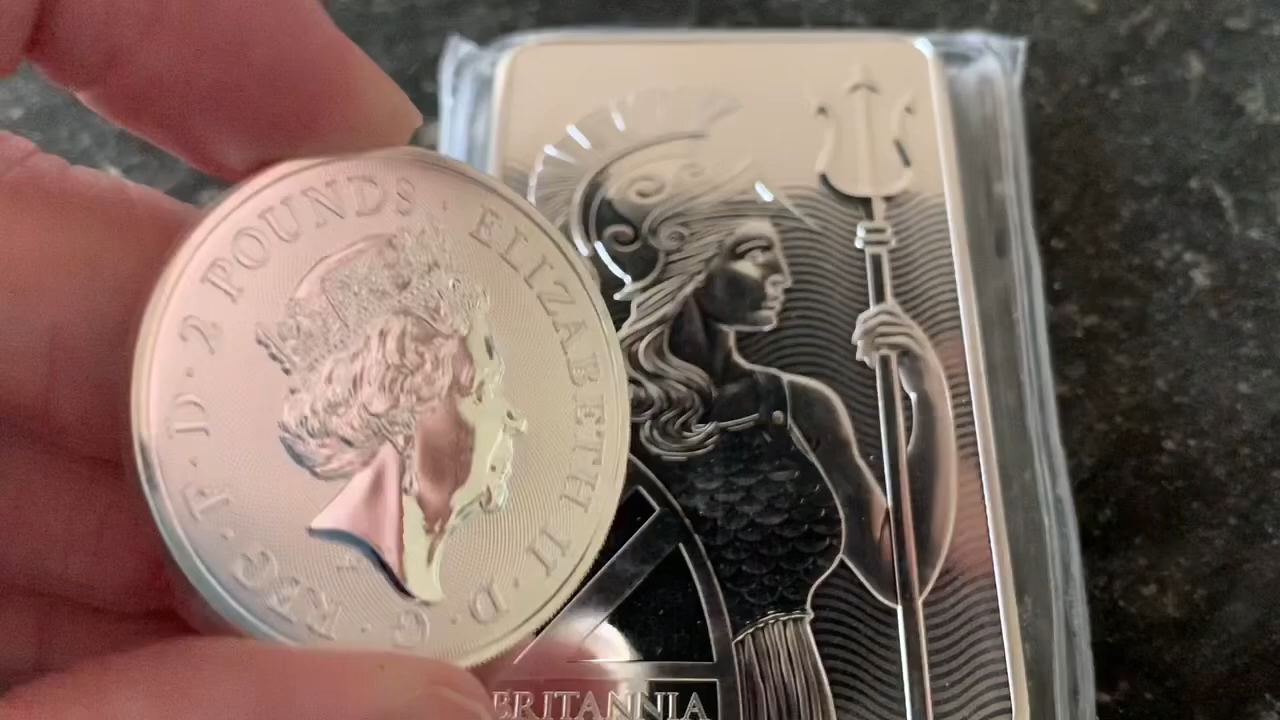 ELIZABETH II · D · G · REG · F · D · 2 POUNDS ·
BRITANNIA